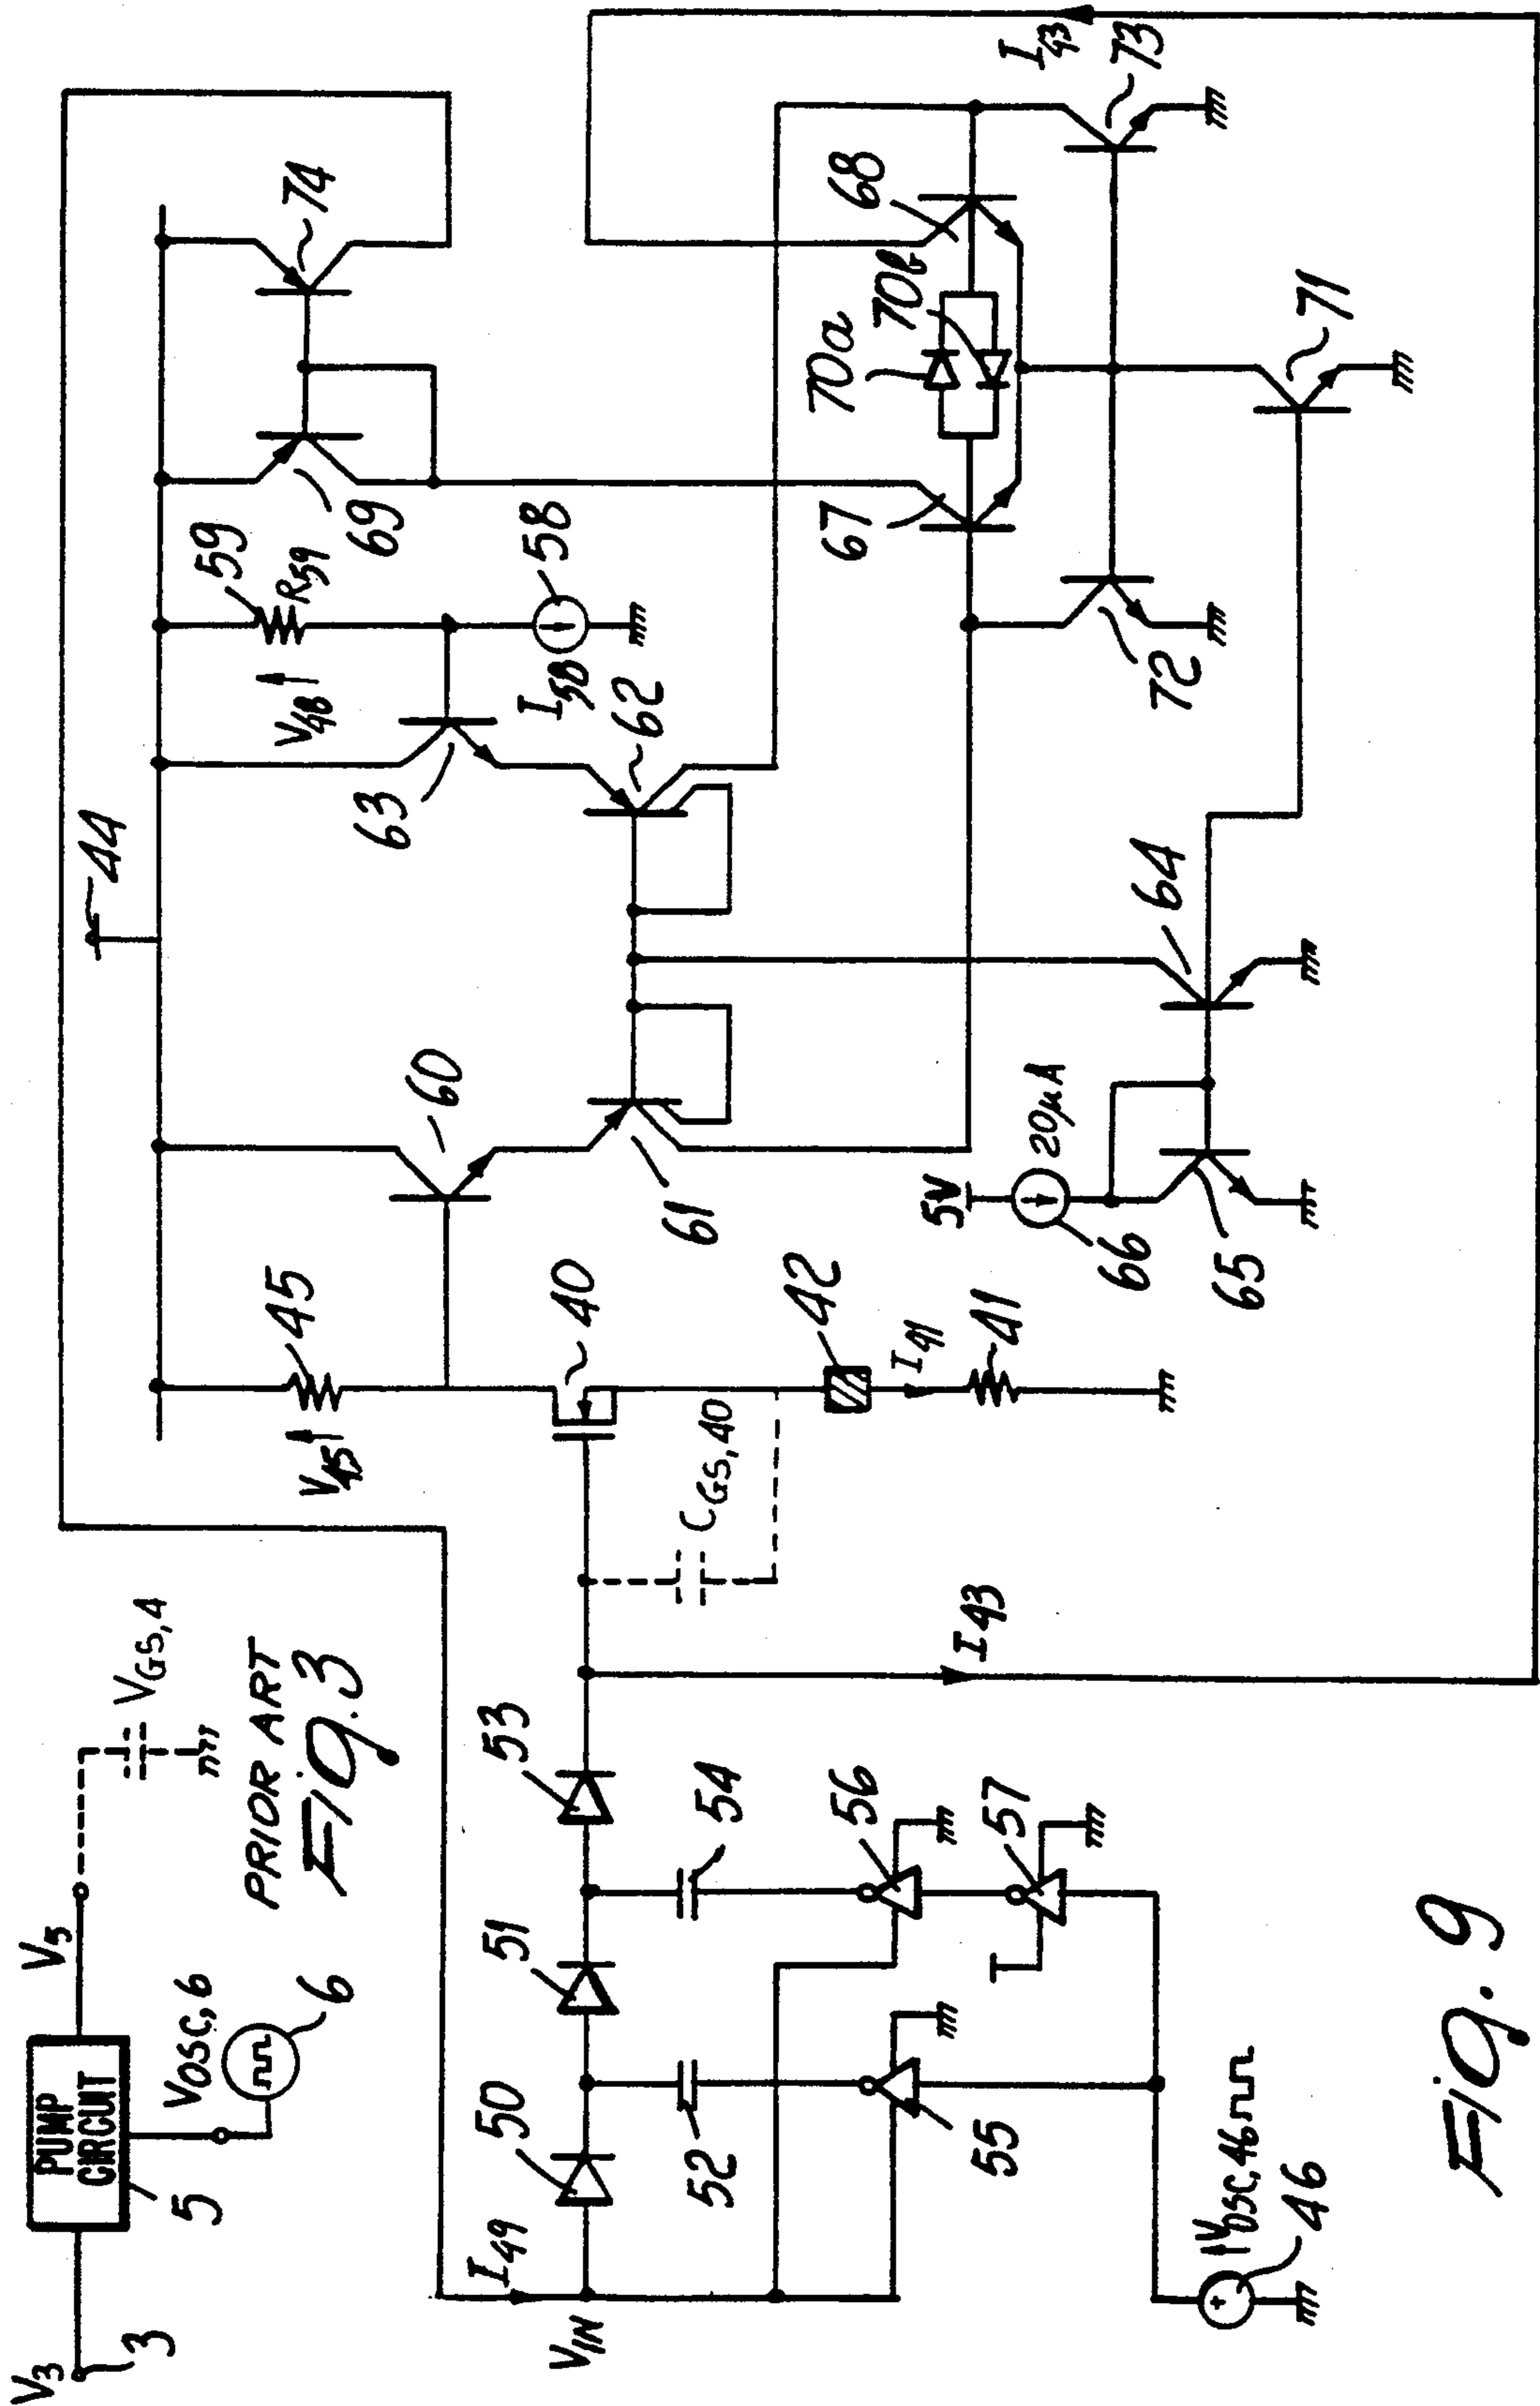 V3
3
PUMP
CIRCUIT
5
V5
VOSC,6
6
VGS,4
PRIOR ART
Fig.3
44
45
V45
60
59
R59
V48
63
I58
58
62
69
74
61
40
42
I41
41
CGS,40
5V
20µA
66
65
64
67
68
70a
70b
72
71
73
I43
I49
VIN
50
51
53
52
54
55
56
57
I43
VOSC,46
46
Fig. 9